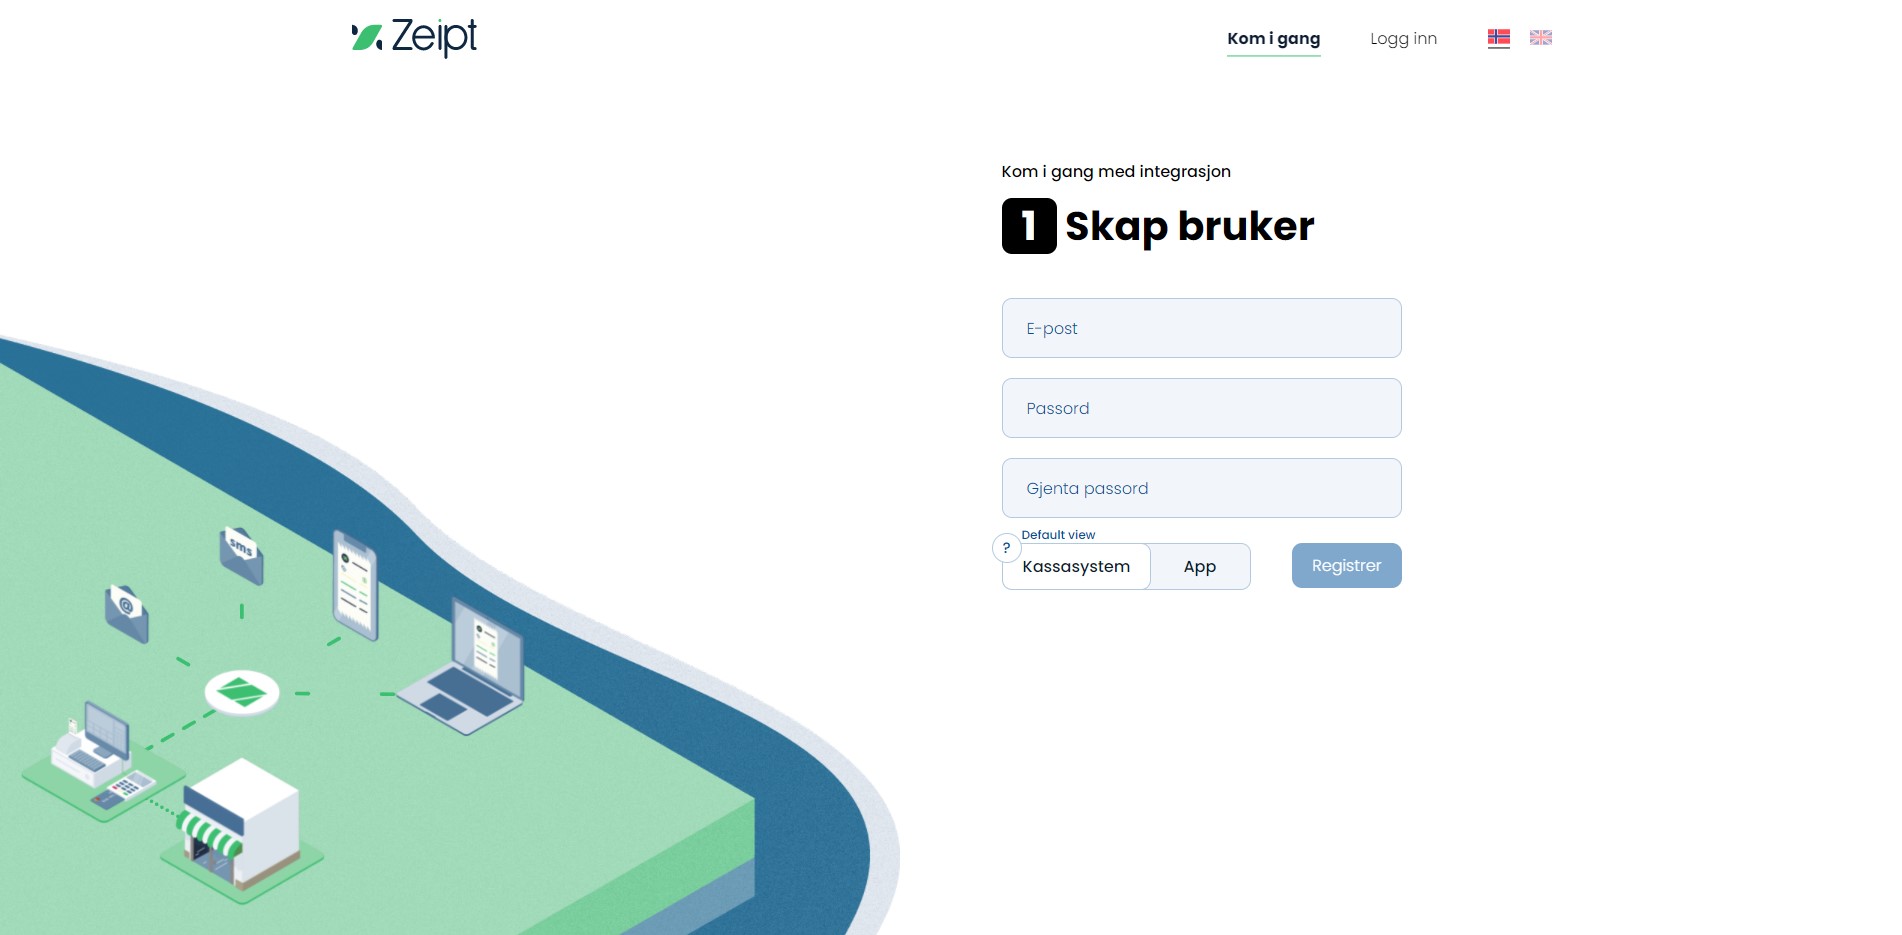 Zeipt
Kom i gang
Logg inn
Kom i gang med integrasjon
1 Skap bruker
E-post
Passord
Gjenta passord
Default view
?
Kassasystem
App
Registrer
sms
@